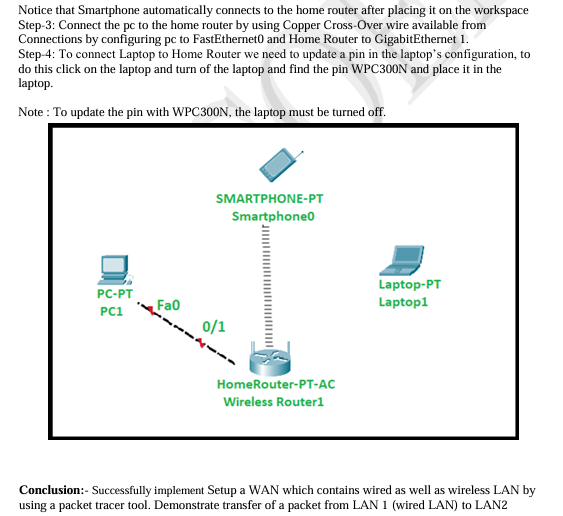 Notice that Smartphone automatically connects to the home router after placing it on the workspace
Step-3: Connect the pc to the home router by using Copper Cross-Over wire available from
Connections by configuring pc to FastEthernet0 and Home Router to GigabitEthernet 1.
Step-4: To connect Laptop to Home Router we need to update a pin in the laptop's configuration, to
do this click on the laptop and turn of the laptop and find the pin WPC300N and place it in the
laptop.
Note : To update the pin with WPC300N, the laptop must be turned off.
SMARTPHONE-PT
Smartphone0
Laptop-PT
Laptop1
PC-PT
PC1
Fa0
0/1
HomeRouter-PT-AC
Wireless Router1
Conclusion:- Successfully implement Setup a WAN which contains wired as well as wireless LAN by
using a packet tracer tool. Demonstrate transfer of a packet from LAN 1 (wired LAN) to LAN2